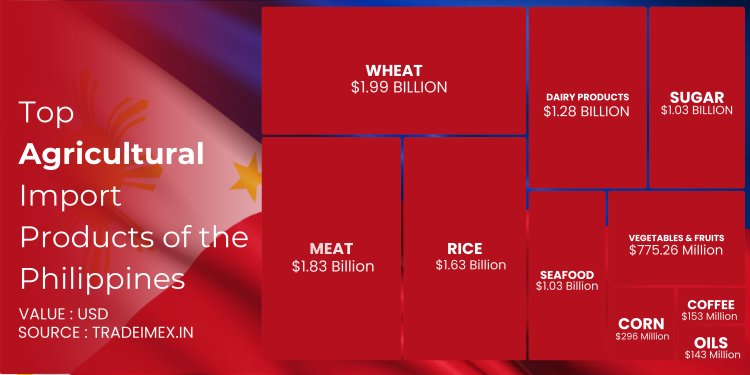 Top
Agricultural
Import
Products of the
Philippines
VALUE : USD
SOURCE : TRADEIMEX.IN
WHEAT
$1.99 BILLION
DAIRY PRODUCTS
$1.28 BILLION
SUGAR
$1.03 BILLION
MEAT
$1.83 Billion
RICE
$1.63 Billion
SEAFOOD
$1.03 Billion
VEGETABLES & FRUITS
$775.26 Million
CORN
$296 Million
COFFEE
$153 Million
OILS
$143 Million